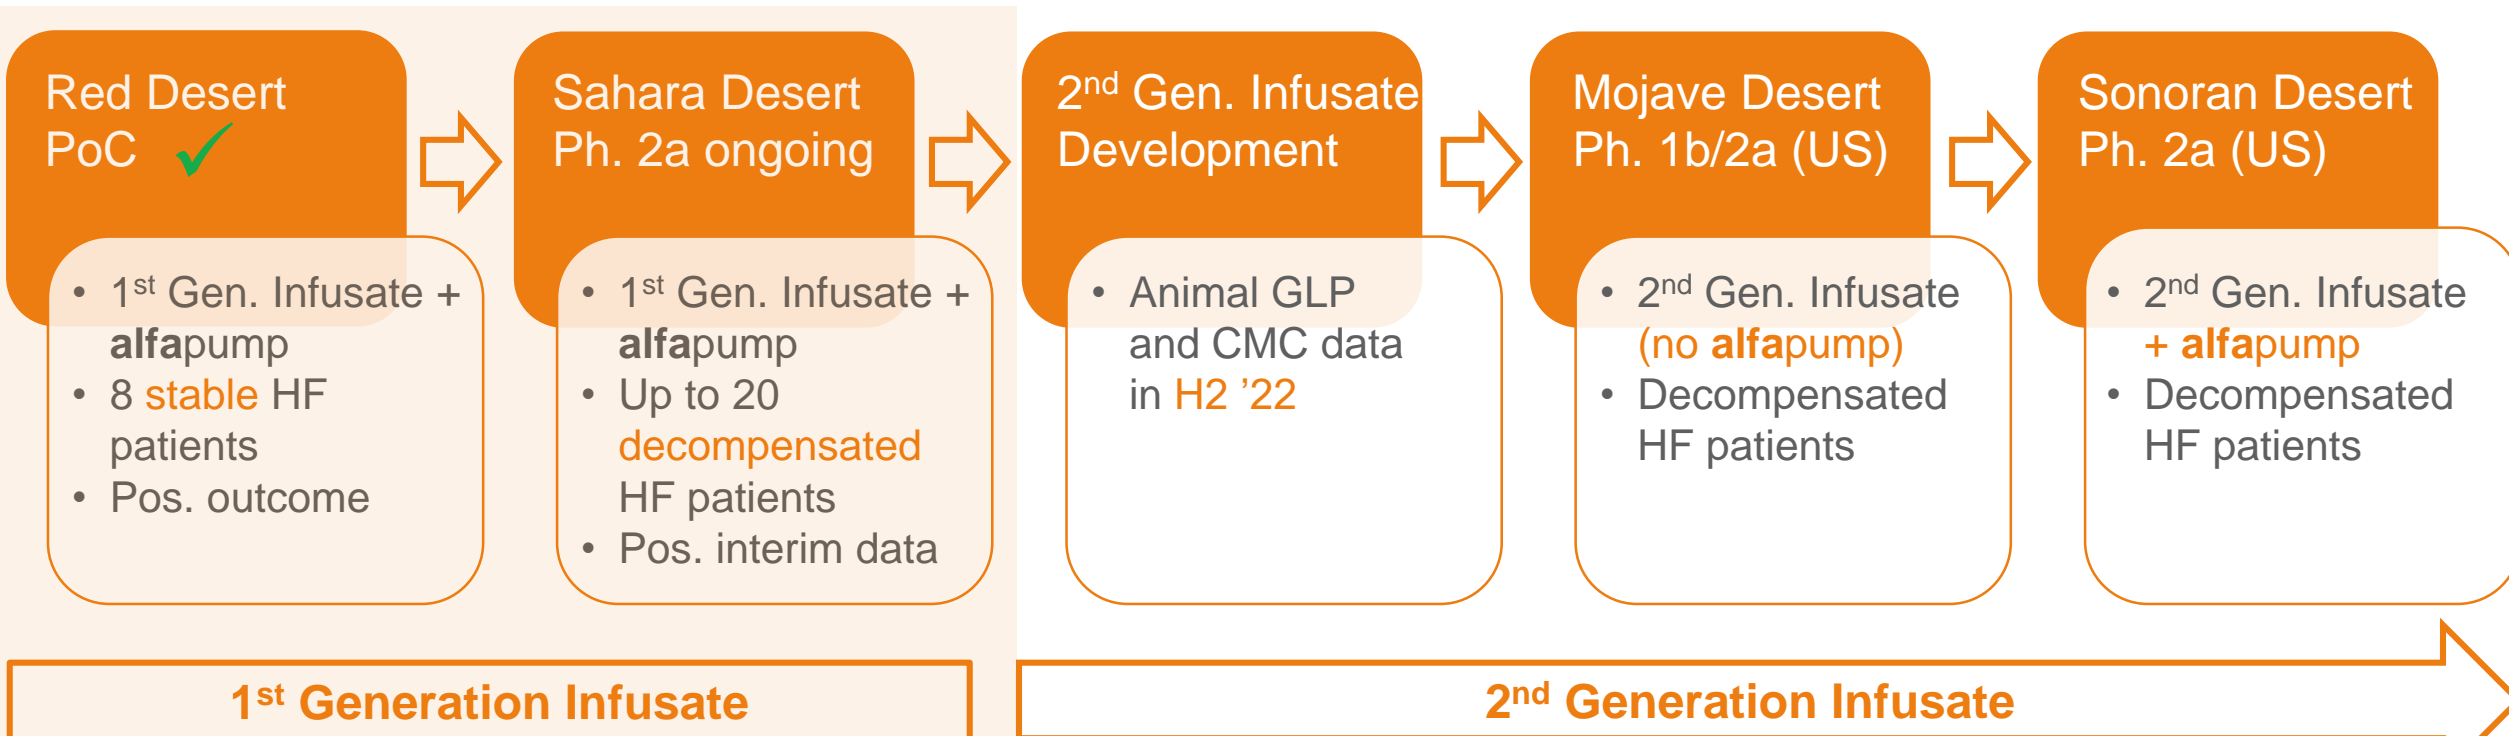 Red Desert
PoC
• 1st Gen. Infusate +
alfapump
• 8 stable HF
patients
• Pos. outcome
Sahara Desert
Ph. 2a ongoing
• 1st Gen. Infusate +
alfapump
• Up to 20
decompensated
HF patients
• Pos. interim data
2nd Gen. Infusate
Development
• Animal GLP
and CMC data
in H2 ’22
Mojave Desert
Ph. 1b/2a (US)
• 2nd Gen. Infusate
(no alfapump)
• Decompensated
HF patients
Sonoran Desert
Ph. 2a (US)
• 2nd Gen. Infusate
+ alfapump
• Decompensated
HF patients
1st Generation Infusate
2nd Generation Infusate